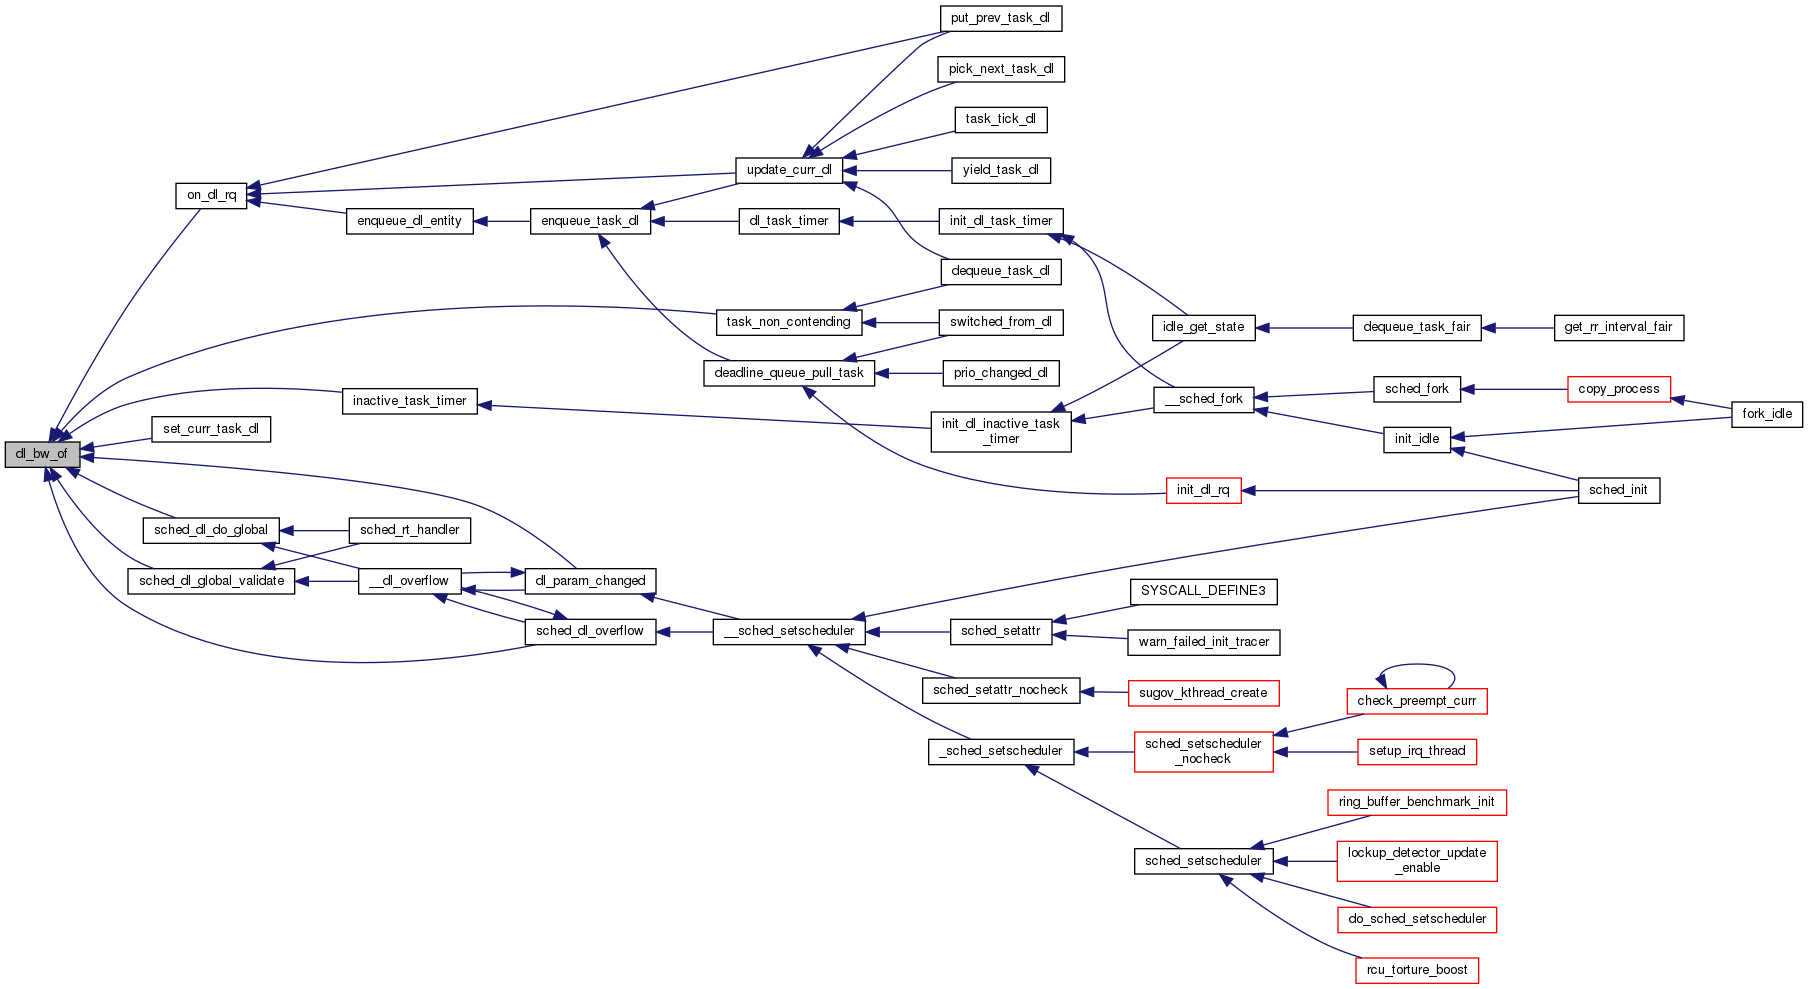 put_prev_task_dl
pick_next_task_dl
task_tick_dl
update_curr_dl
yield_task_dl
on_dl_rq
enqueue_dl_entity
enqueue_task_dl
dl_task_timer
init_dl_task_timer
dequeue_task_dl
task_non_contending
switched_from_dl
idle_get_state
dequeue_task_fair
get_rr_interval_fair
deadline_queue_pull_task
prio_changed_dl
inactive_task_timer
__sched_fork
sched_fork
copy_process
fork_idle
set_curr_task_dl
init_dl_inactive_task
_timer
init_idle
dl_bw_of
init_dl_rq
sched_init
sched_dl_do_global
sched_rt_handler
sched_dl_global_validate
__dl_overflow
dl_param_changed
SYSCALL_DEFINE3
sched_dl_overflow
__sched_setscheduler
sched_setattr
warn_failed_init_tracer
sched_setattr_nocheck
sugov_kthread_create
check_preempt_curr
_sched_setscheduler
sched_setscheduler
_nocheck
setup_irq_thread
ring_buffer_benchmark_init
sched_setscheduler
lockup_detector_update
_enable
do_sched_setscheduler
rcu_torture_boost